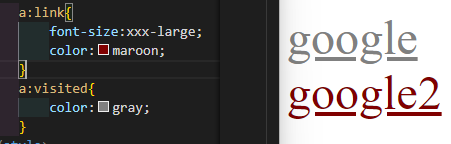 a:link{
font-size:xxx-large;
color: maroon;
}
a:visited{
color: gray;
}
google
google2